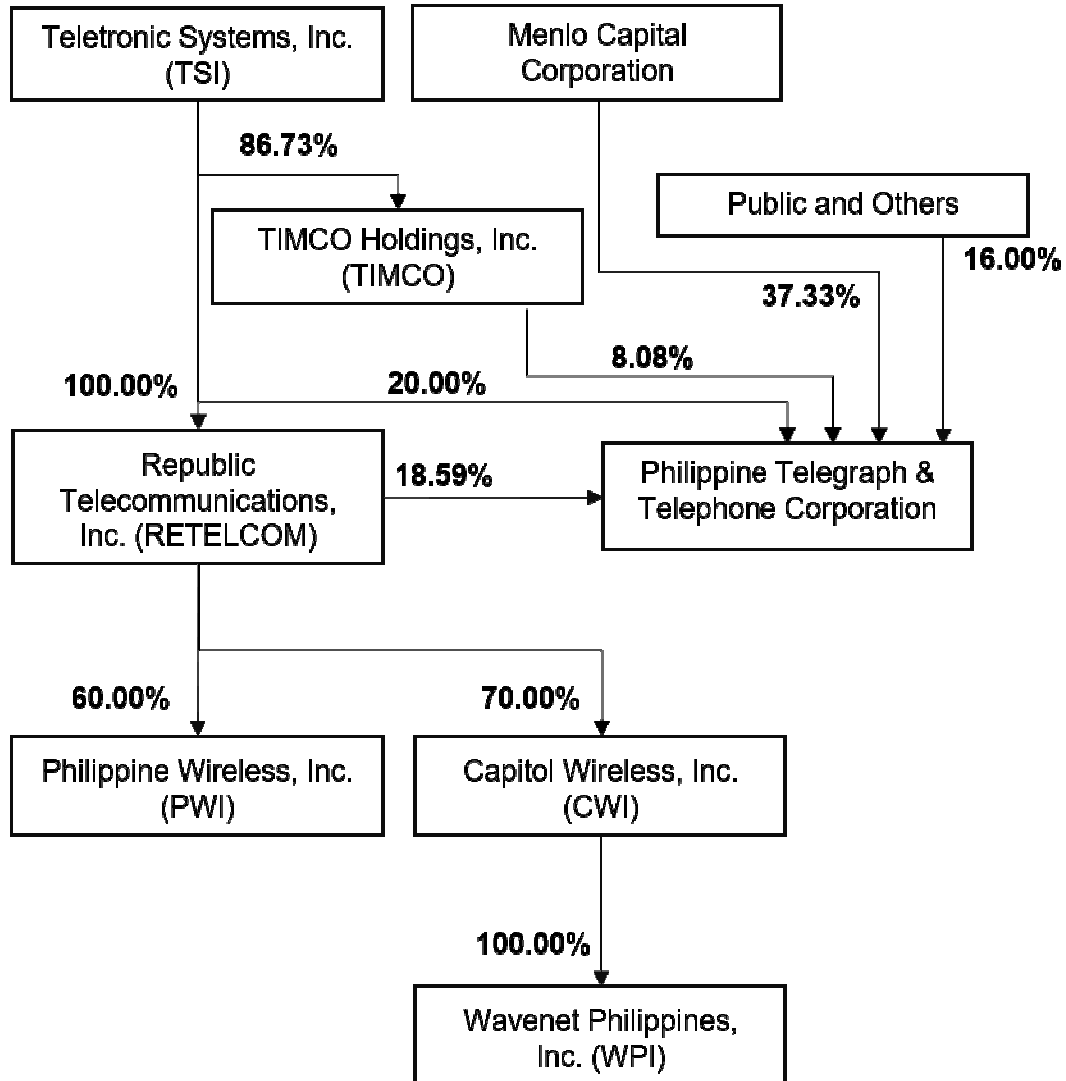 Teletronic Systems, Inc.
(TSI)
Menlo Capital
Corporation
86.73%
Public and Others
TIMCO Holdings, Inc.
(TIMCO)
16.00%
37.33%
8.08%
100.00%
20.00%
Republic
Telecommunications,
Inc. (RETELCOM)
18.59%
Philippine Telegraph &
Telephone Corporation
60.00%
70.00%
Philippine Wireless, Inc.
(PWI)
Capitol Wireless, Inc.
(CWI)
100.00%
Wavenet Philippines,
Inc. (WPI)